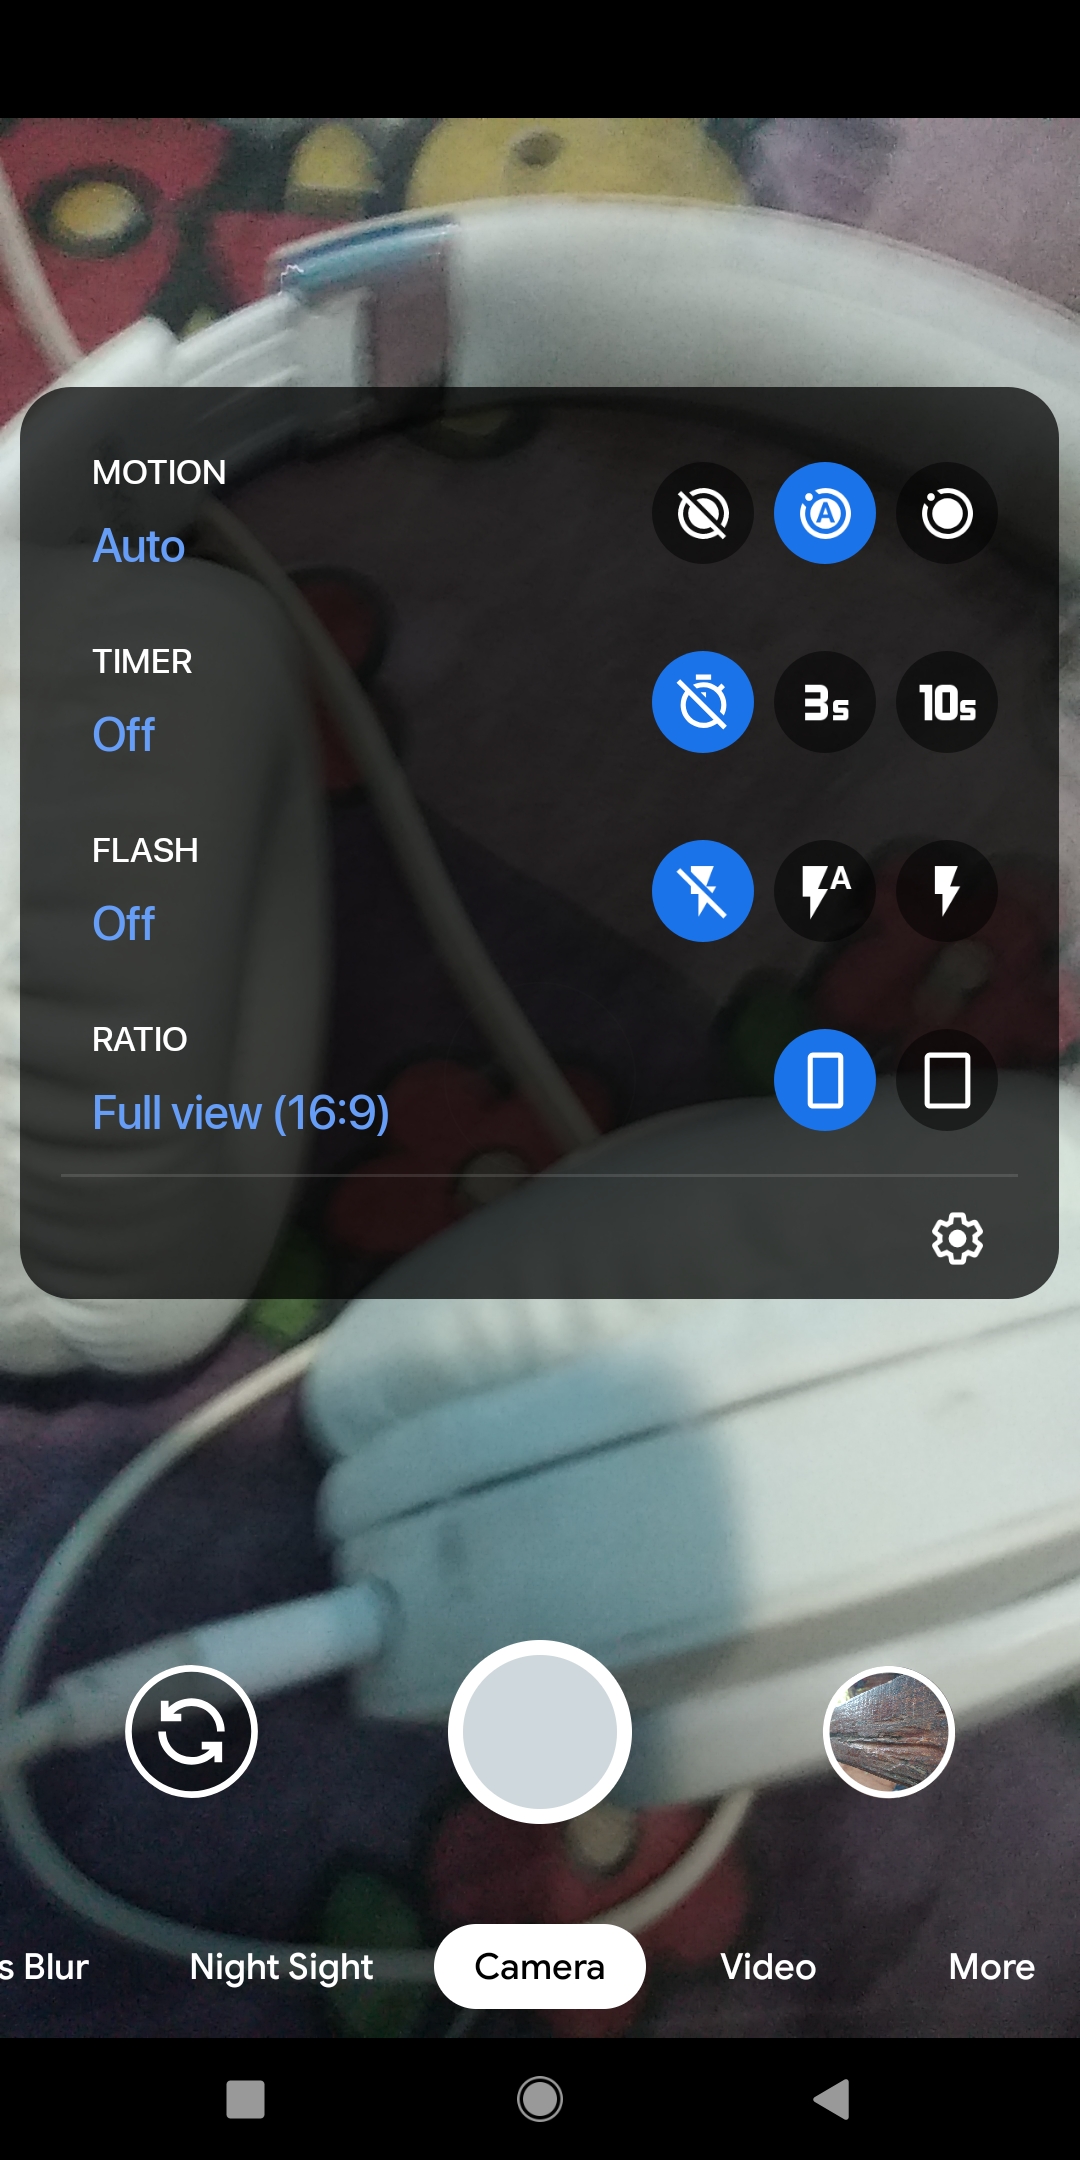 MOTION
Auto
TIMER
Off
3s
10s
FLASH
Off
A
RATIO
Full view (16:9)
s Blur
Night Sight
Camera
Video
More